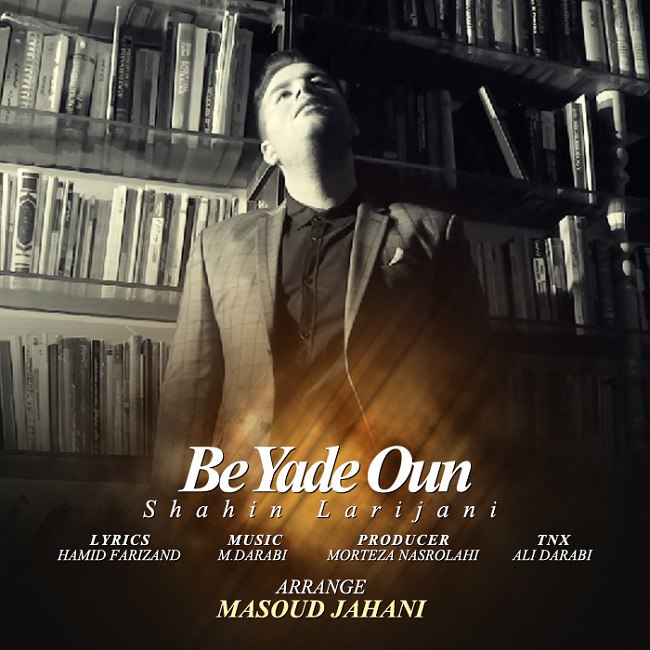 Be Yade Oun
Shahin Larijani
LYRICS MUSIC PRODUCER TNX
HAMID FARIZAND M.DARABI MORTEZA NASROLAHI ALI DARABI
ARRANGE
MASOUD JAHANI